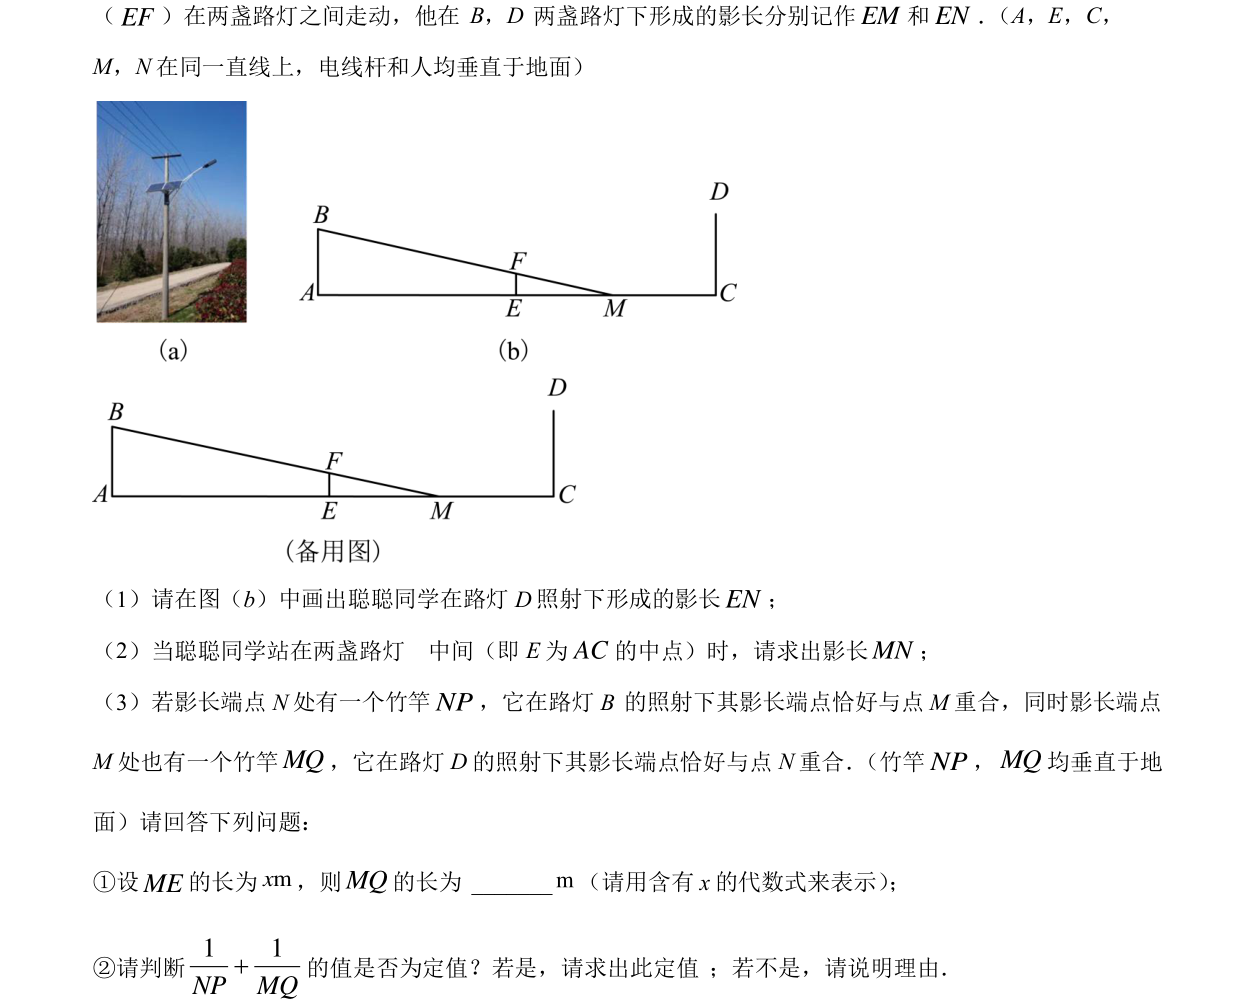 （EF）在两盏路灯之间走动，他在 B，D 两盏路灯下形成的影长分别记作 EM 和 EN．（A，E，C，
M，N 在同一直线上，电线杆和人均垂直于地面）
D
B
F
A
E
M
C
(a)
(b)
D
B
F
A
E
M
C
(备用图)
（1）请在图（b）中画出聪聪同学在路灯 D 照射下形成的影长 EN；
（2）当聪聪同学站在两盏路灯 中间（即 E 为 AC 的中点）时，请求出影长 MN；
（3）若影长端点 N 处有一个竹竿 NP，它在路灯 B 的照射下其影长端点恰好与点 M 重合，同时影长端点
M 处也有一个竹竿 MQ，它在路灯 D 的照射下其影长端点恰好与点 N 重合．（竹竿 NP， MQ 均垂直于地
面）请回答下列问题：
①设 ME 的长为 xm，则 MQ 的长为 ______ m（请用含有 x 的代数式来表示）；
②请判断 1/NP + 1/MQ 的值是否为定值？若是，请求出此定值 ；若不是，请说明理由．